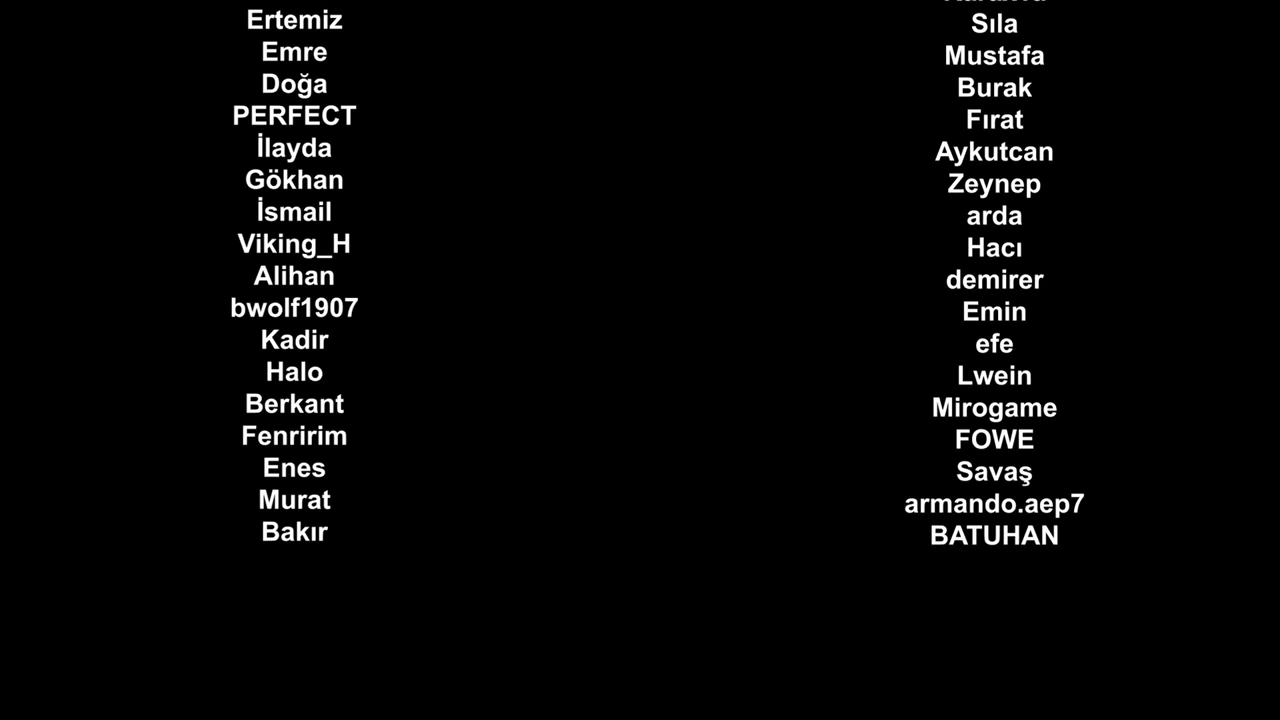 Ertemiz
Emre
Doğa
PERFECT
İlayda
Gökhan
İsmail
Viking_H
Alihan
bwolf1907
Kadir
Halo
Berkant
Fenririm
Enes
Murat
Bakır
Sıla
Mustafa
Burak
Fırat
Aykutcan
Zeynep
arda
Hacı
demirer
Emin
efe
Lwein
Mirogame
FOWE
Savaş
armando.aep7
BATUHAN